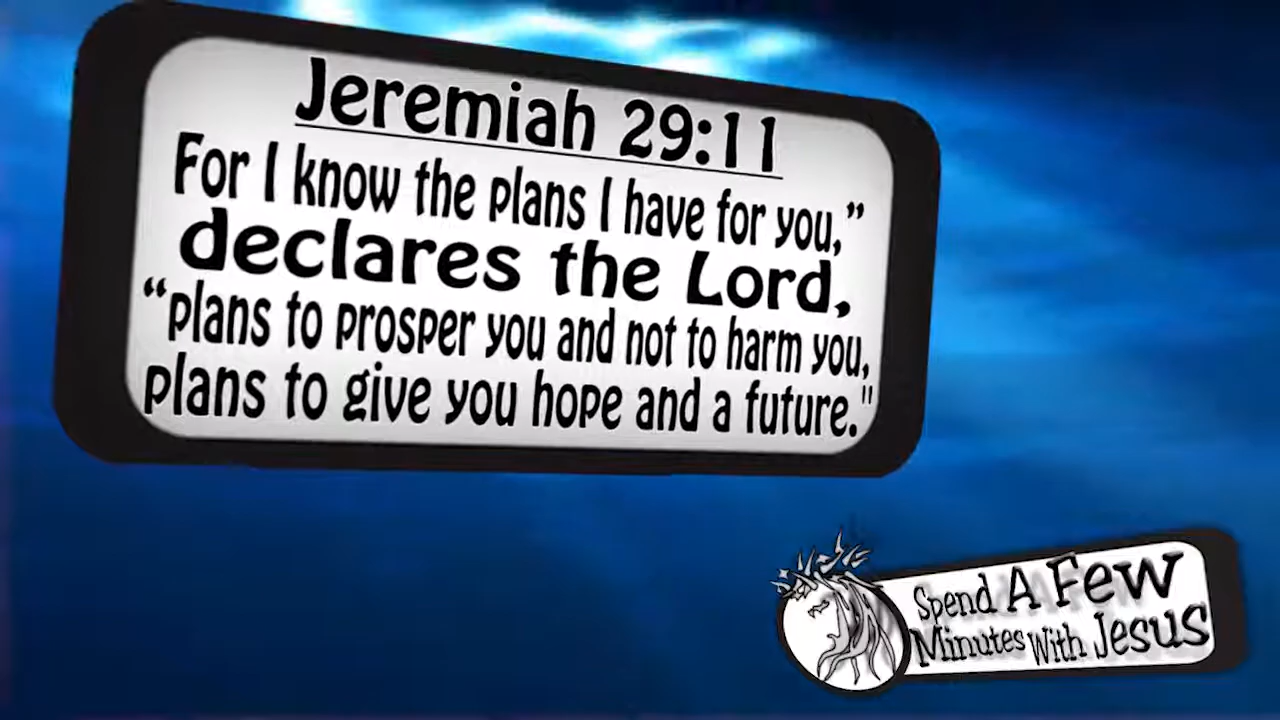 Jeremiah 29:11
For I know the plans I have for you,”
declares the Lord,
“plans to prosper you and not to harm you,
plans to give you hope and a future."
Spend A Few
Minutes With Jesus